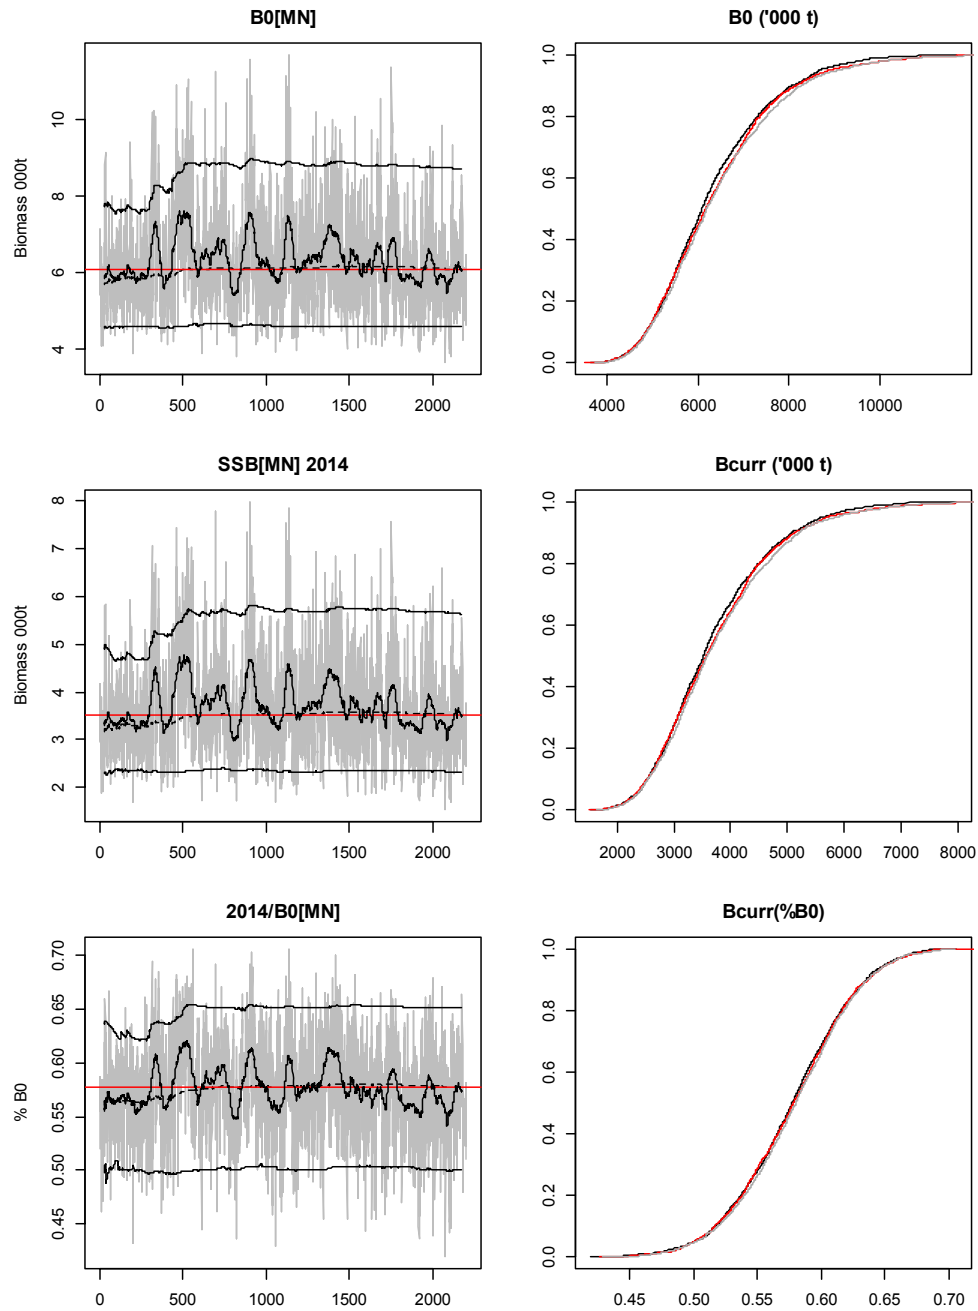 B0[MN]
Biomass 000t
10
8
6
4
0 500 1000 1500 2000
B0 ('000 t)
1.0
0.8
0.6
0.4
0.2
0.0
4000 6000 8000 10000
SSB[MN] 2014
Biomass 000t
8
7
6
5
4
3
2
0 500 1000 1500 2000
Bcurr ('000 t)
1.0
0.8
0.6
0.4
0.2
0.0
2000 3000 4000 5000 6000 7000 8000
2014/B0[MN]
% B0
0.70
0.65
0.60
0.55
0.50
0.45
0 500 1000 1500 2000
Bcurr(%B0)
1.0
0.8
0.6
0.4
0.2
0.0
0.45 0.50 0.55 0.60 0.65 0.70